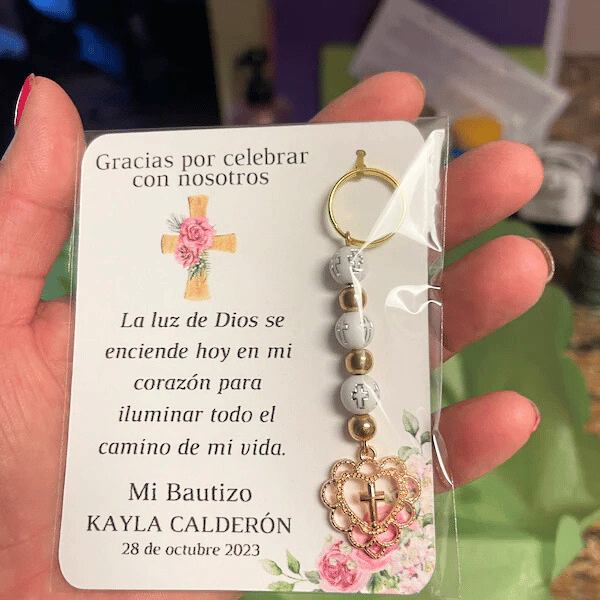 Gracias por celebrar
con nosotros
La luz de Dios se
enciende hoy en mi
corazón para
iluminar todo el
camino de mi vida.
Mi Bautizo
KAYLA CALDERÓN
28 de octubre 2023